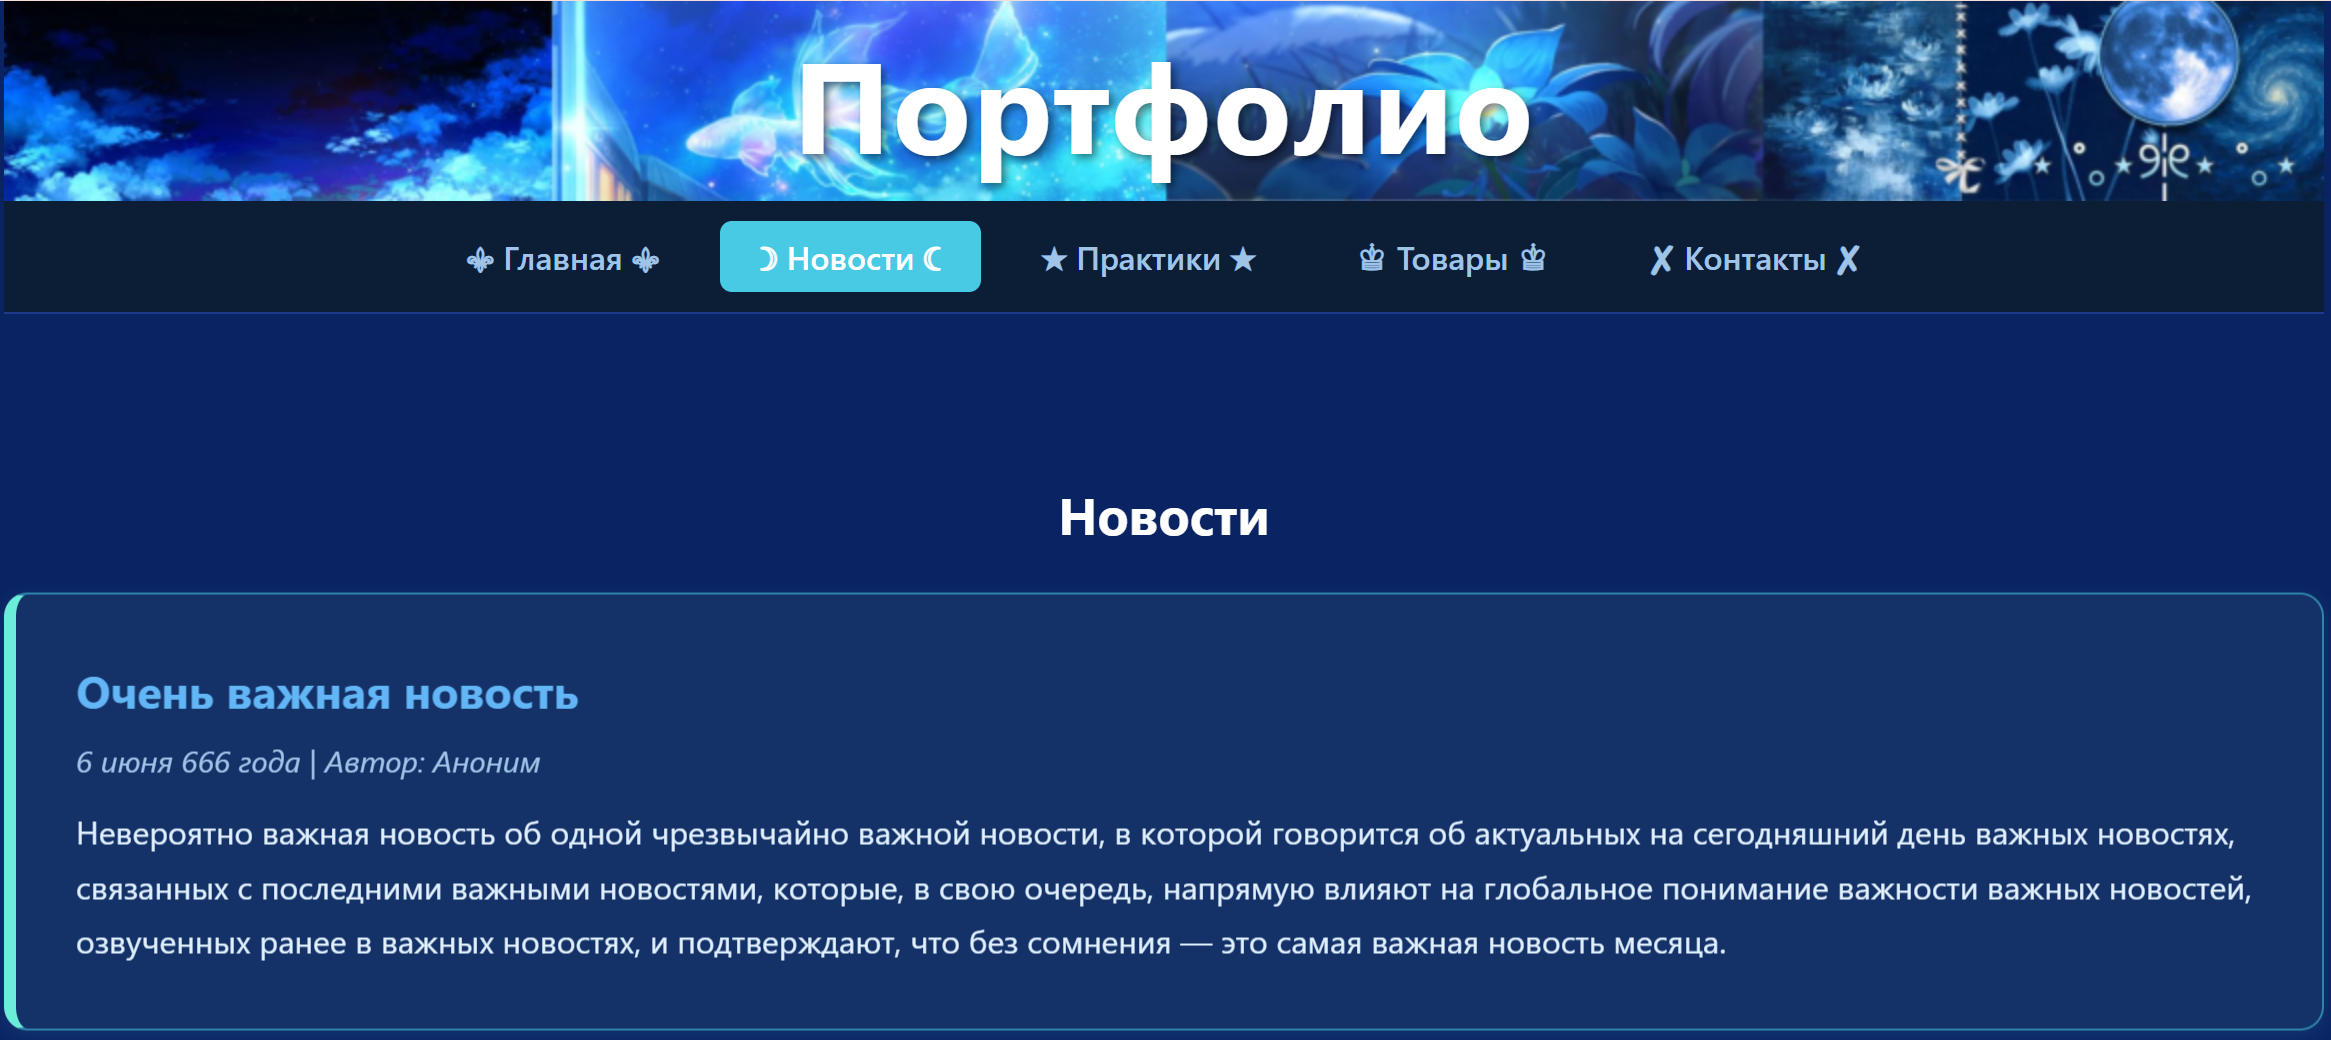 Портфолио
⚜ Главная ⚜
☽ Новости ☾
★ Практики ★
♚ Товары ♚
✗ Контакты ✗
Новости
Очень важная новость
6 июня 666 года | Автор: Аноним
Невероятно важная новость об одной чрезвычайно важной новости, в которой говорится об актуальных на сегодняшний день важных новостях,
связанных с последними важными новостями, которые, в свою очередь, напрямую влияют на глобальное понимание важности важных новостей,
озвученных ранее в важных новостях, и подтверждают, что без сомнения — это самая важная новость месяца.